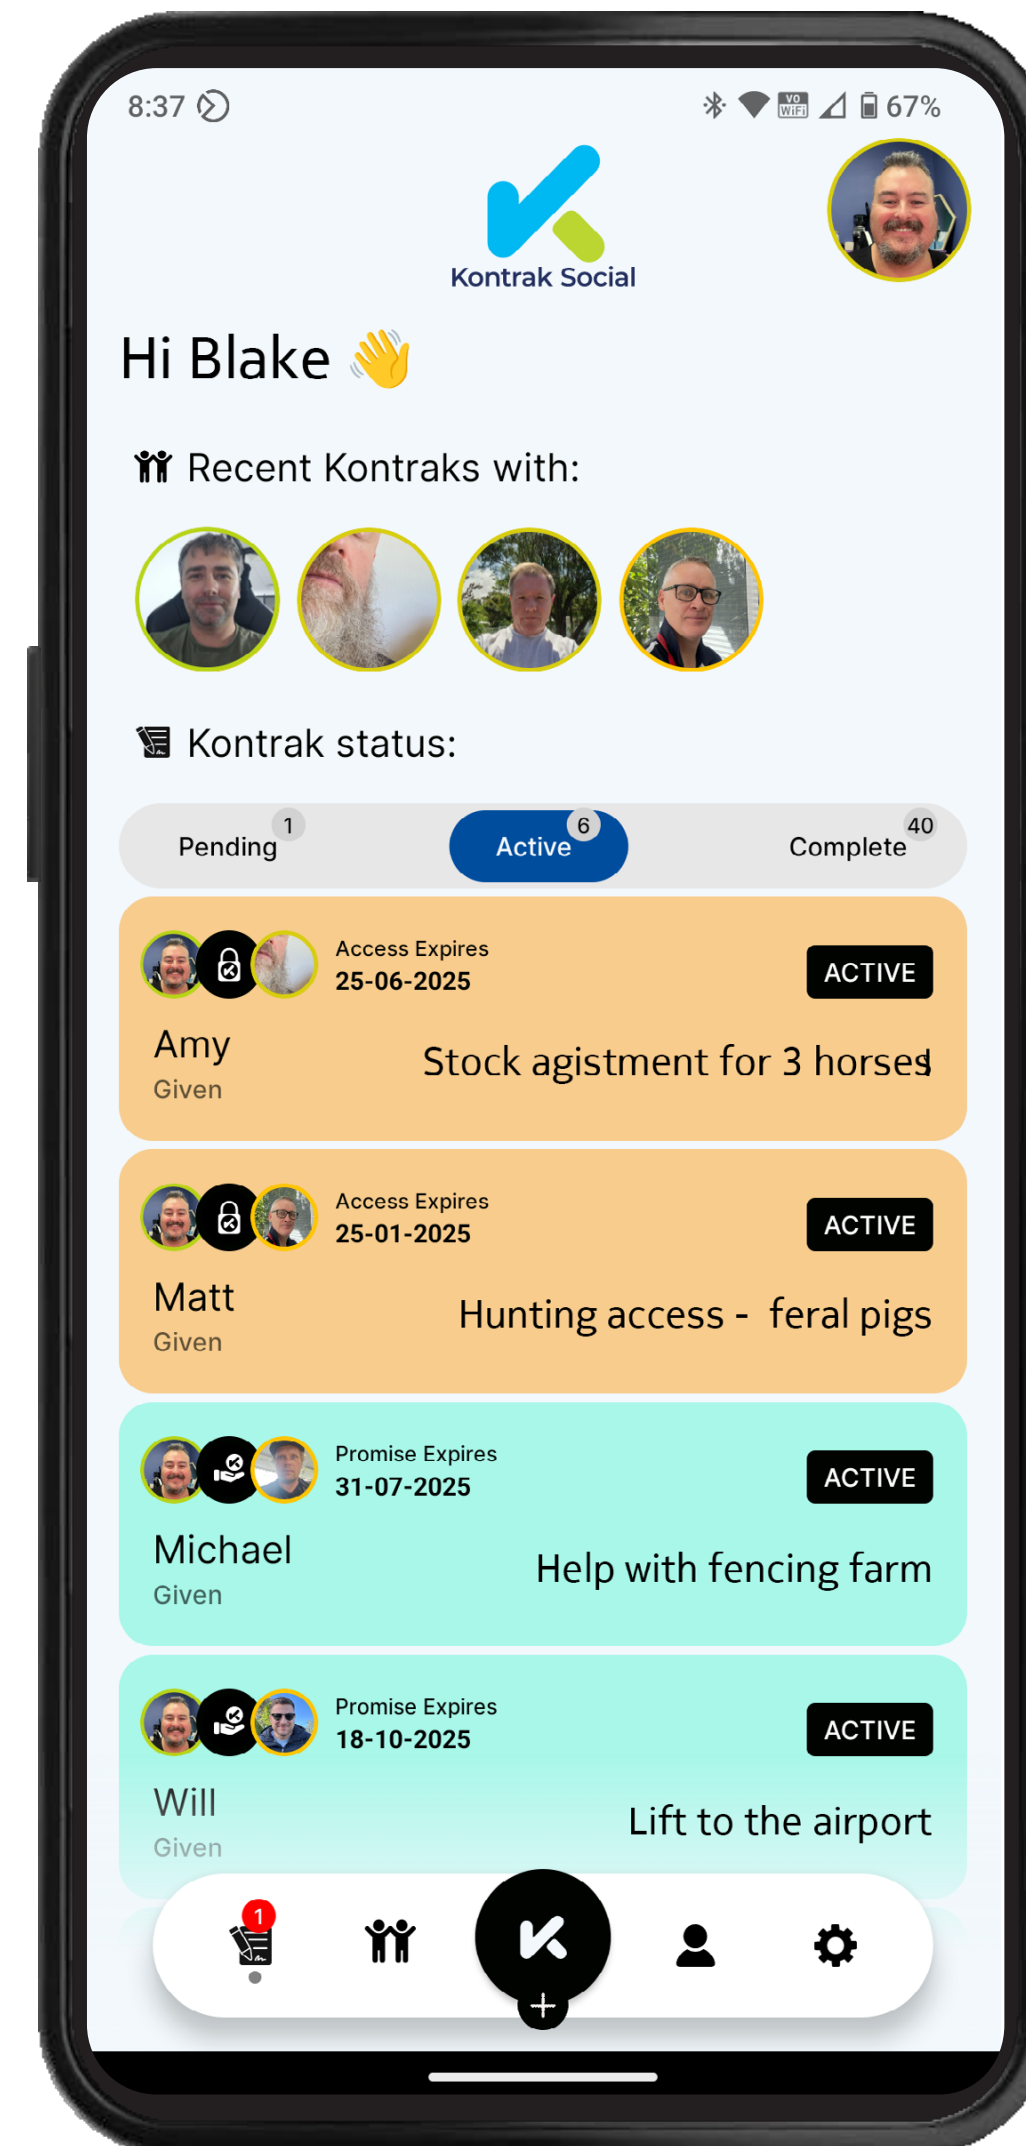 8:37
VO
WiFi
67%
Kontrak Social
Hi Blake 👋
Recent Kontraks with:
Kontrak status:
Pending 1
Active 6
Complete 40
Access Expires
25-06-2025
ACTIVE
Amy
Given
Stock agistment for 3 horses
Access Expires
25-01-2025
ACTIVE
Matt
Given
Hunting access -  feral pigs
Promise Expires
31-07-2025
ACTIVE
Michael
Given
Help with fencing farm
Promise Expires
18-10-2025
ACTIVE
Will
Given
Lift to the airport
1